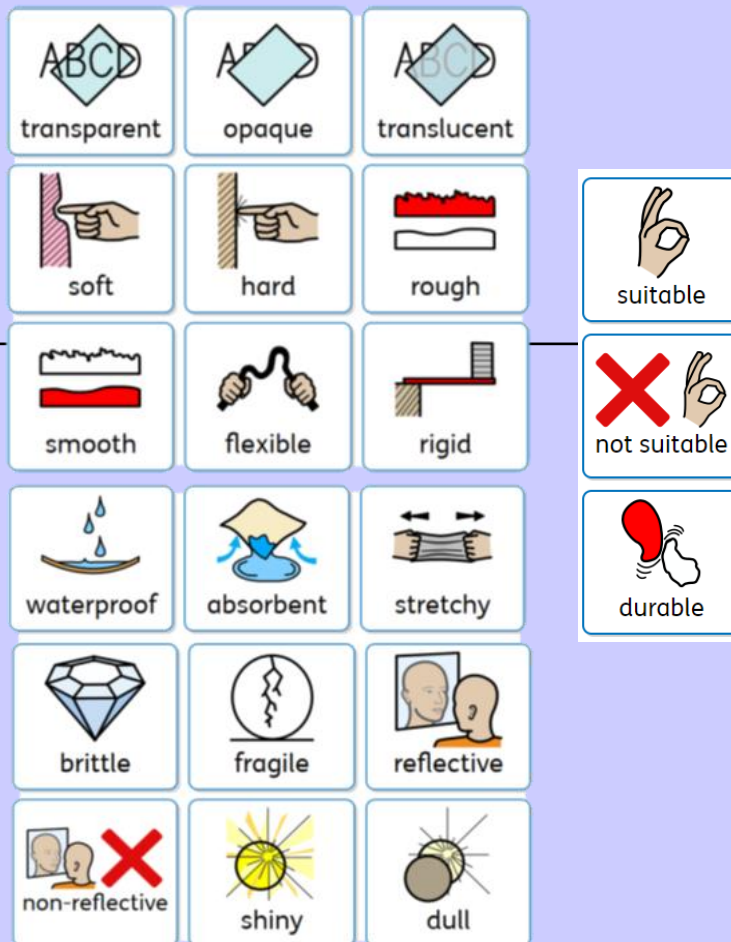 ABCD
transparent
A D
opaque
ABCD
translucent
soft
hard
rough
smooth
flexible
rigid
waterproof
absorbent
stretchy
brittle
fragile
reflective
non-reflective
shiny
dull
suitable
not suitable
durable